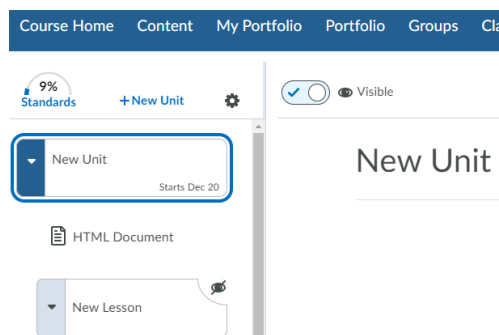 Course Home Content My Portfolio Portfolio Groups Cla
9%
Standards
+ New Unit
Visible
New Unit
Starts Dec 20
New Unit
HTML Document
New Lesson